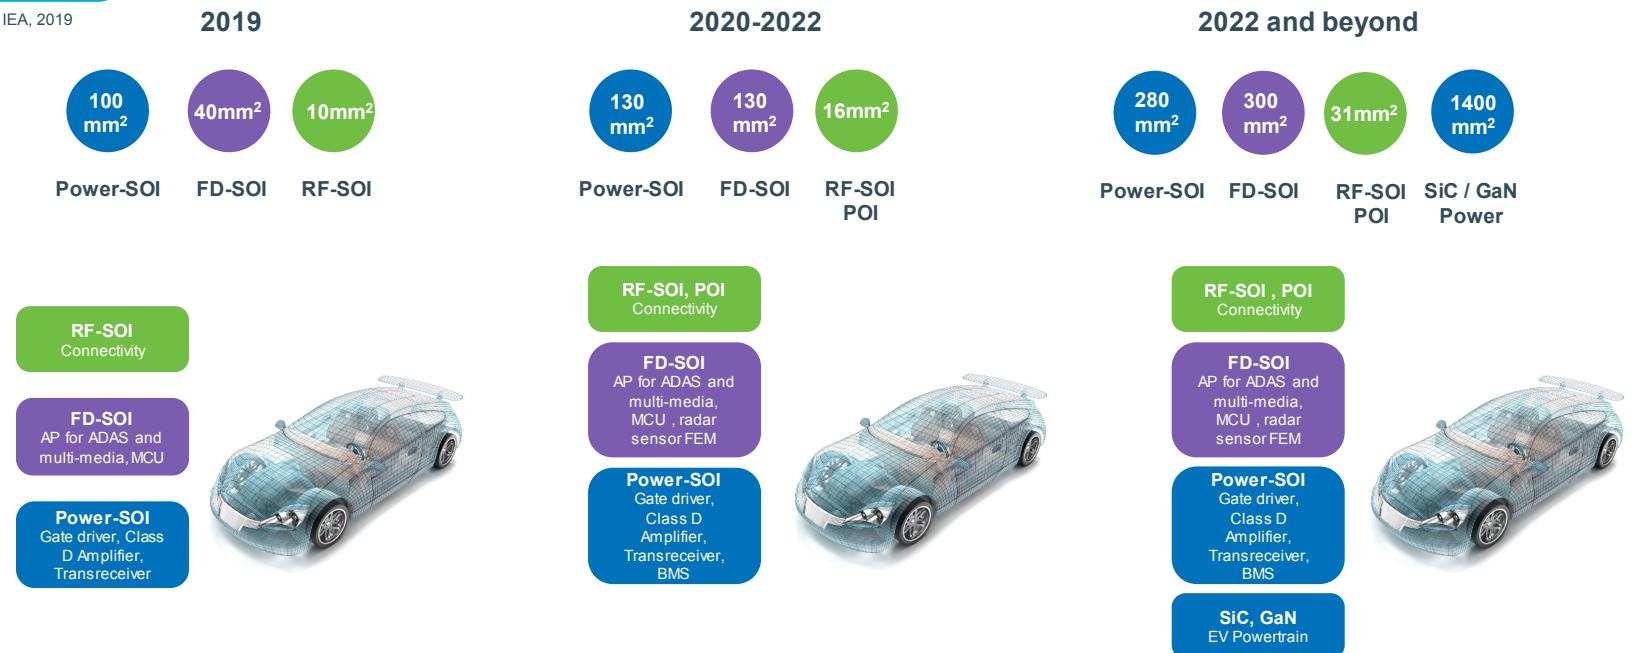 IEA, 2019
2019
100
mm²
40mm²
10mm²
Power-SOI
FD-SOI
RF-SOI
RF-SOI
Connectivity
FD-SOI
AP for ADAS and
multi-media, MCU
Power-SOI
Gate driver, Class
D Amplifier,
Transreceiver
2020-2022
130
mm²
130
mm²
16mm²
Power-SOI
FD-SOI
RF-SOI
POI
RF-SOI, POI
Connectivity
FD-SOI
AP for ADAS and
multi-media,
MCU , radar
sensor FEM
Power-SOI
Gate driver,
Class D
Amplifier,
Transreceiver,
BMS
2022 and beyond
280
mm²
300
mm²
31mm²
1400
mm²
Power-SOI
FD-SOI
RF-SOI
POI
SiC / GaN
Power
RF-SOI , POI
Connectivity
FD-SOI
AP for ADAS and
multi-media,
MCU , radar
sensor FEM
Power-SOI
Gate driver,
Class D
Amplifier,
Transreceiver,
BMS
SiC, GaN
EV Powertrain